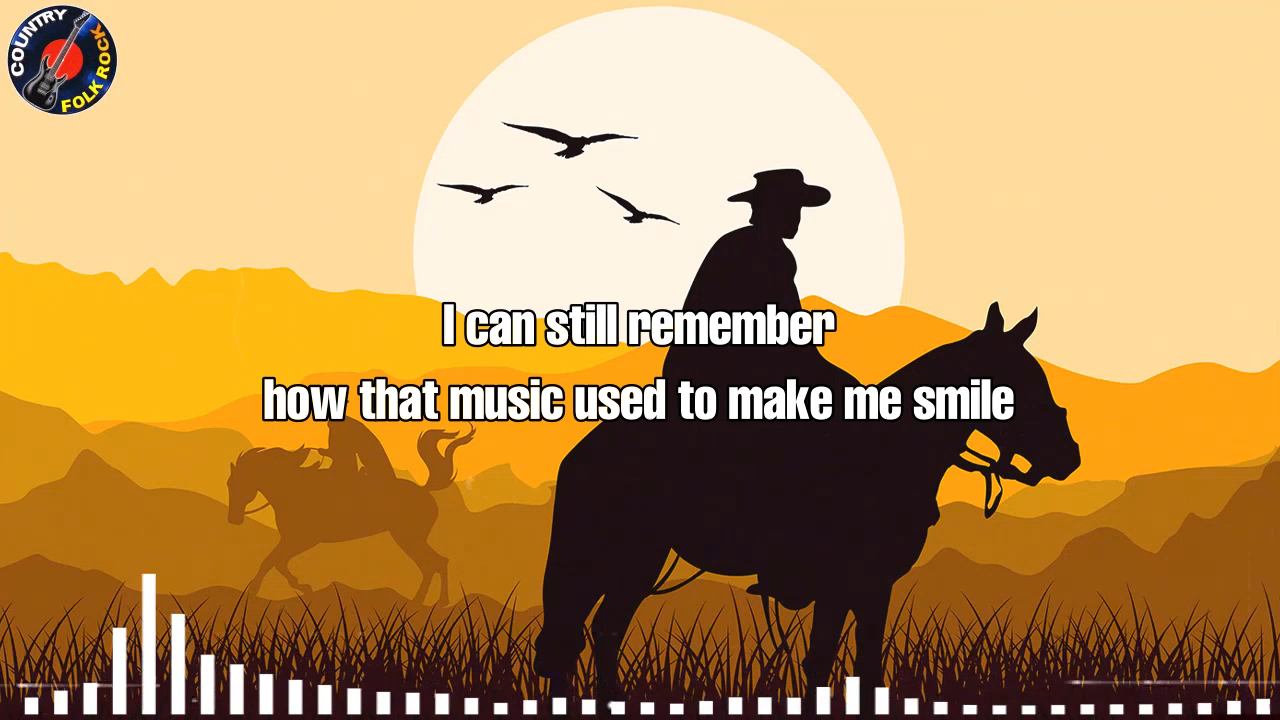 COUNTRY
FOLK ROCK
I can still remember
how that music used to make me smile